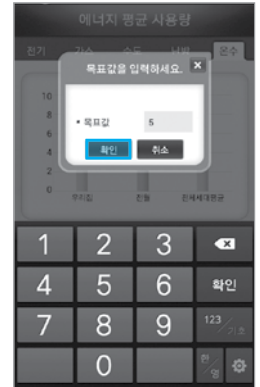 에너지 평균 사용량
전기 가스 수도 난방 온수
목표값을 입력하세요. ×
• 목표값 5
확인 취소
10
8
6
4
2
0
우리집 전월 전세세대평균
1 2 3
4 5 6 확인
7 8 9 123/기호
0 한/영